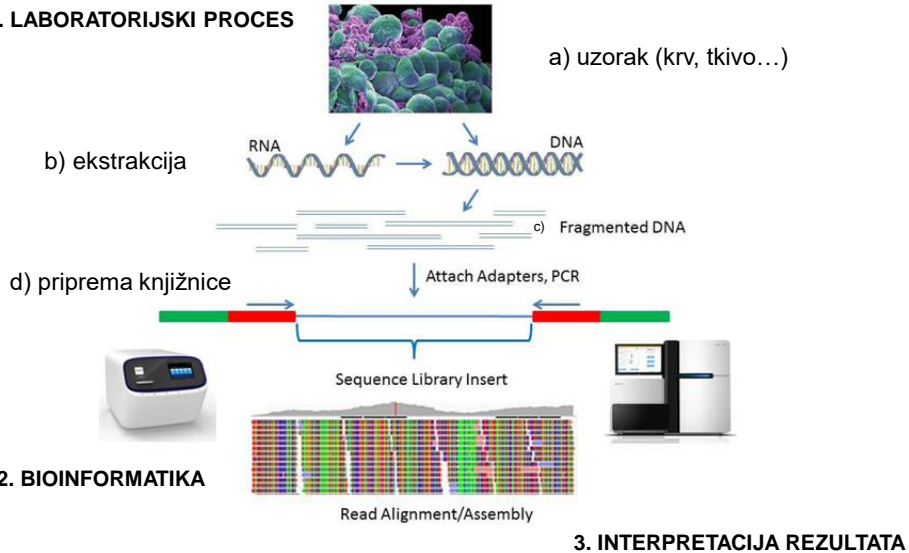 . LABORATORIJSKI PROCES
a) uzorak (krv, tkivo…)
RNA
DNA
b) ekstrakcija
c)
Fragmented DNA
Attach Adapters, PCR
d) priprema knjižnice
Sequence Library Insert
2. BIOINFORMATIKA
Read Alignment/Assembly
3. INTERPRETACIJA REZULTATA